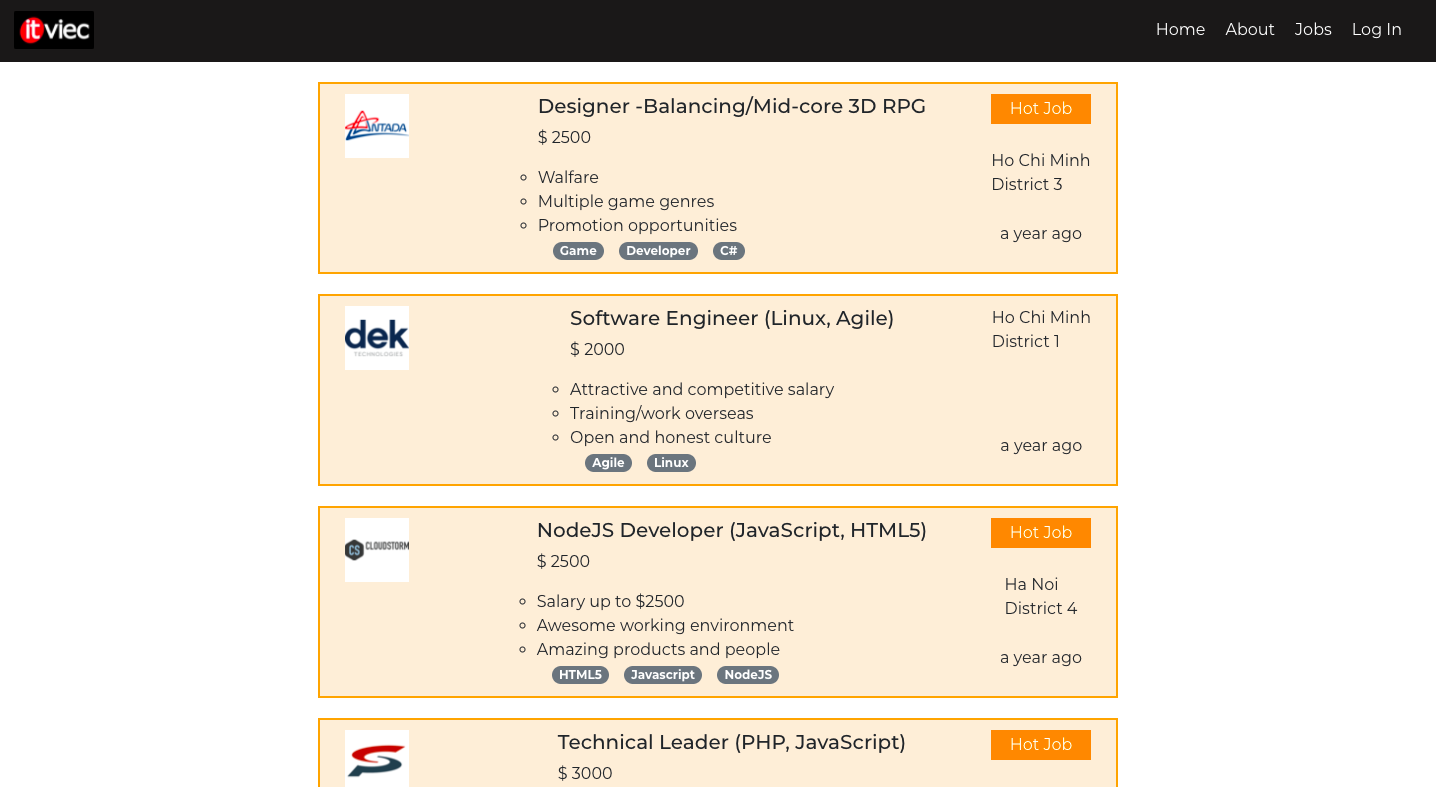 itviec
Home About Jobs Log In
ANTADA
Designer -Balancing/Mid-core 3D RPG
$ 2500
Walfare
Multiple game genres
Promotion opportunities
Game Developer C#
Hot Job
Ho Chi Minh
District 3
a year ago
dek
TECHNOLOGIES
Software Engineer (Linux, Agile)
$ 2000
Attractive and competitive salary
Training/work overseas
Open and honest culture
Agile Linux
Ho Chi Minh
District 1
a year ago
CS CLOUDSTORM
NodeJS Developer (JavaScript, HTML5)
$ 2500
Salary up to $2500
Awesome working environment
Amazing products and people
HTML5 Javascript NodeJS
Hot Job
Ha Noi
District 4
a year ago
Technical Leader (PHP, JavaScript)
$ 3000
Hot Job